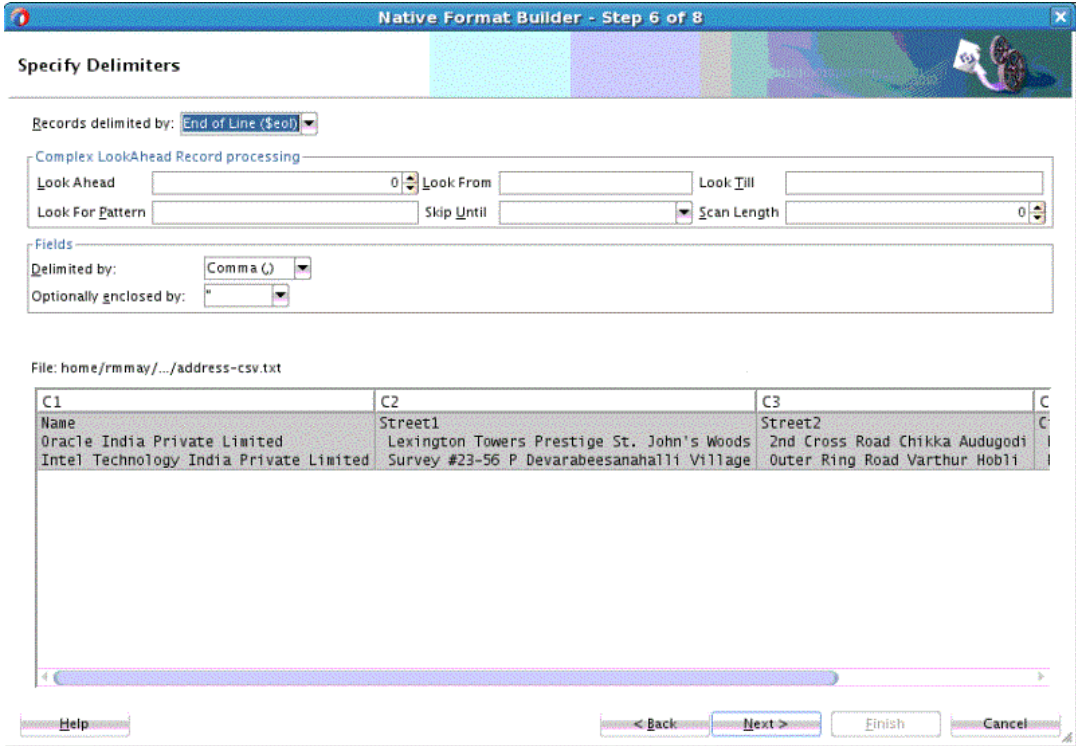 Native Format Builder - Step 6 of 8
Specify Delimiters
Records delimited by: End of Line ($eol)
Complex LookAhead Record processing
Look Ahead 0 Look From Look Till
Look For Pattern Skip Until Scan Length 0
Fields
Delimited by: Comma (,)
Optionally enclosed by: "
File: home/rmmay/.../address-csv.txt
C1 C2 C3 C
Name Street1 Street2 C
Oracle India Private Limited Lexington Towers Prestige St. John's Woods 2nd Cross Road Chikka Audugodi
Intel Technology India Private Limited Survey #23-56 P Devarabeesanahalli Village Outer Ring Road Varthur Hobli
Help < Back Next > Finish Cancel